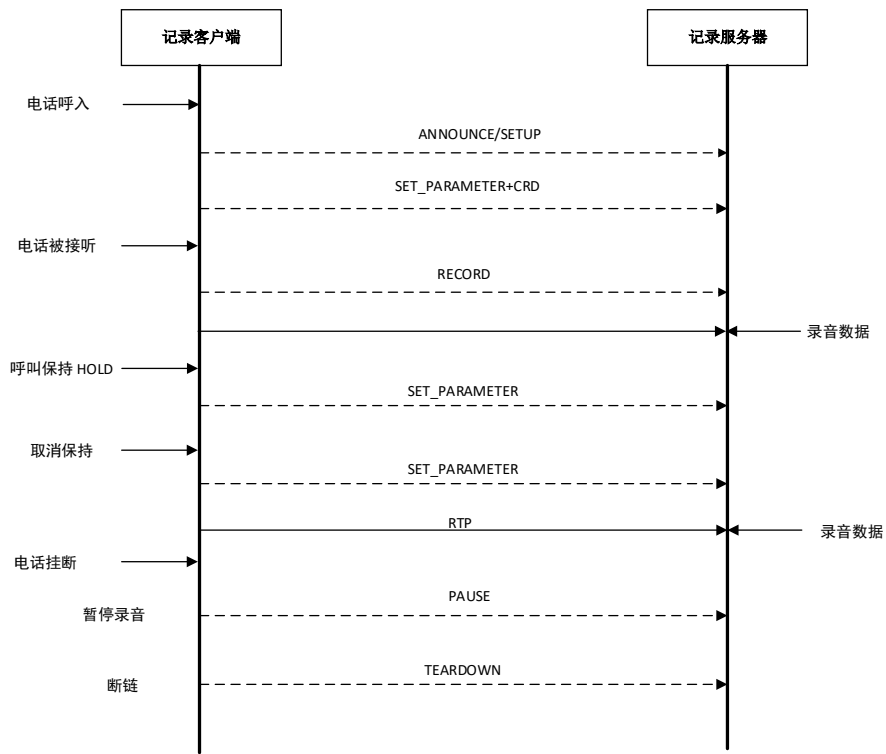 记录客户端
记录服务器
电话呼入
ANNOUNCE/SETUP
SET_PARAMETER+CRD
电话被接听
RECORD
录音数据
呼叫保持 HOLD
SET_PARAMETER
取消保持
SET_PARAMETER
RTP
录音数据
电话挂断
PAUSE
暂停录音
TEARDOWN
断链